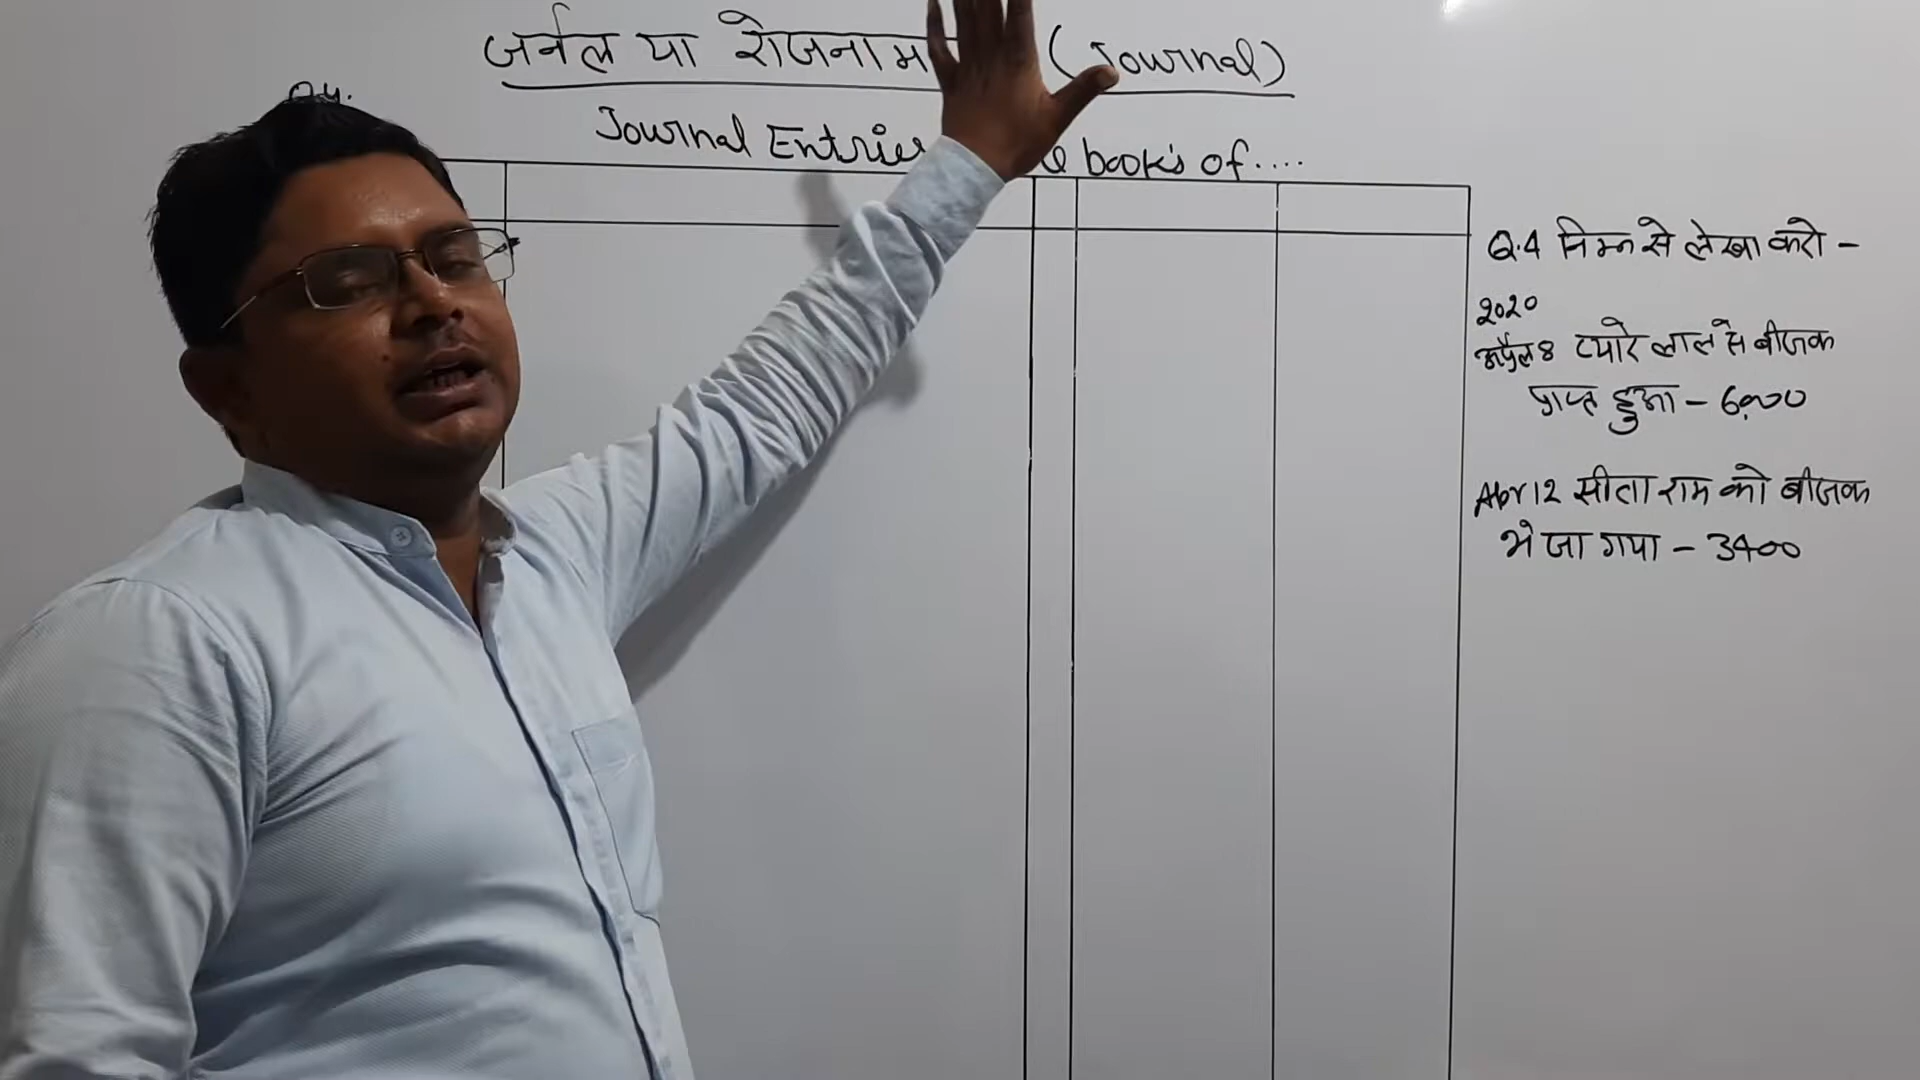 जर्नल या रोजनाम (Journal)
Journal Entries books of....
Q.4 निम्न से लेखा करो -
2020
अप्रैल 8 प्यारे लाल से बीजक
प्राप्त हुआ - 6000
Apr 12 सीता राम को बीजक
भेजा गया - 3400